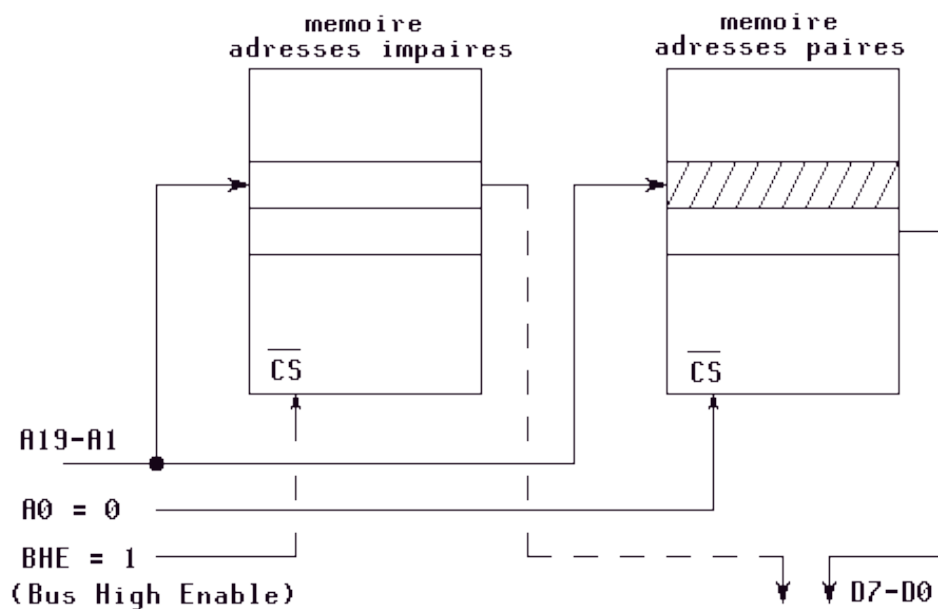 memoire
adresses impaires
memoire
adresses paires
CS
CS
A19-A1
A0 = 0
BHE = 1
(Bus High Enable)
D7-D0